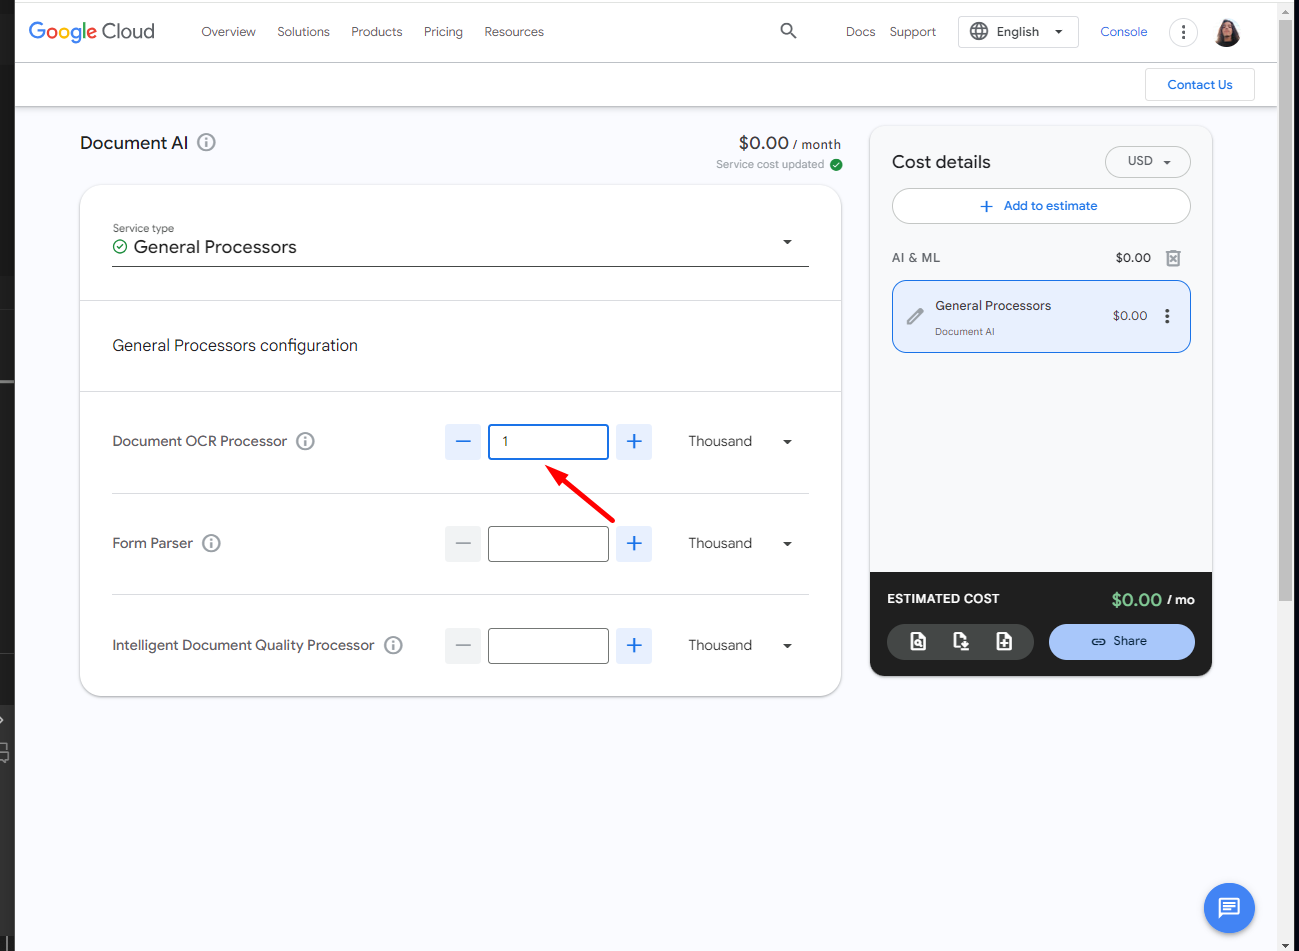 Google Cloud Overview Solutions Products Pricing Resources Docs Support English Console
Contact Us
Document AI
$0.00 / month
Service cost updated
Service type
General Processors
General Processors configuration
Document OCR Processor 1 Thousand
Form Parser Thousand
Intelligent Document Quality Processor Thousand
Cost details USD
Add to estimate
AI & ML $0.00
General Processors $0.00
Document AI
ESTIMATED COST $0.00 / mo
Share